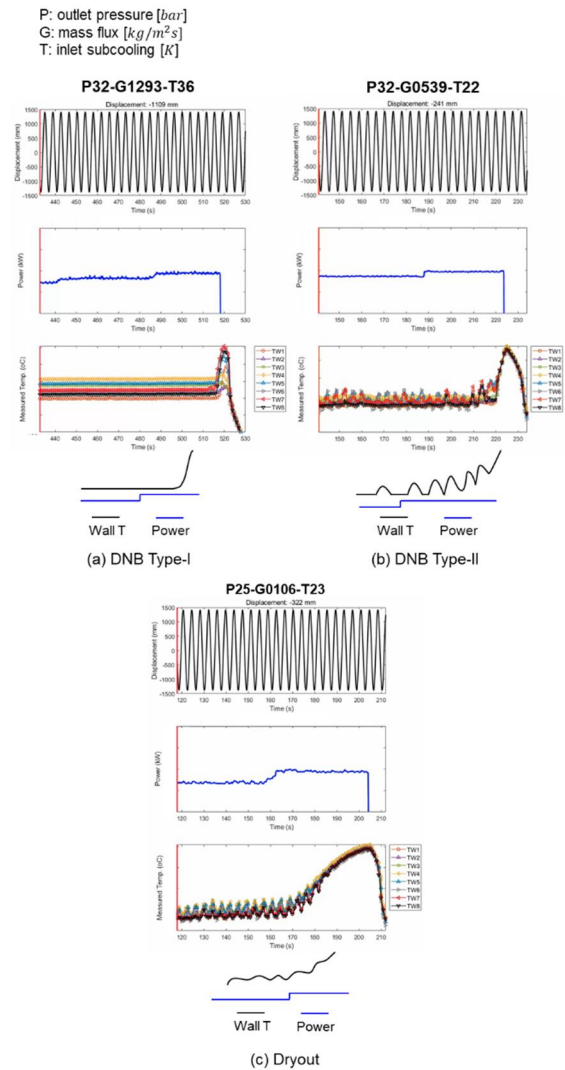 P: outlet pressure [bar]
G: mass flux [kg/m²s]
T: inlet subcooling [K]
P32-G1293-T36
Displacement: -1109 mm
Displacement (mm)
1500
1000
500
0
-500
-1000
-1500
440 450 460 470 480 490 500 510 520 530
Time (s)
Power (kW)
440 450 460 470 480 490 500 510 520 530
Time (s)
Measured Temp. (oC)
TW1
TW2
TW3
TW4
TW5
TW6
TW7
TW8
440 450 460 470 480 490 500 510 520 530
Time (s)
Wall T Power
(a) DNB Type-I
P32-G0539-T22
Displacement: -241 mm
Displacement (mm)
1500
1000
500
0
-500
-1000
-1500
150 160 170 180 190 200 210 220 230
Time (s)
Power (kW)
150 160 170 180 190 200 210 220 230
Time (s)
Measured Temp. (oC)
TW1
TW2
TW3
TW4
TW5
TW6
TW7
TW8
150 160 170 180 190 200 210 220 230
Time (s)
Wall T Power
(b) DNB Type-II
P25-G0106-T23
Displacement: -322 mm
Displacement (mm)
1500
1000
500
0
-500
-1000
-1500
120 130 140 150 160 170 180 190 200 210
Time (s)
Power (kW)
120 130 140 150 160 170 180 190 200 210
Time (s)
Measured Temp. (oC)
TW1
TW2
TW3
TW4
TW5
TW6
TW7
TW8
120 130 140 150 160 170 180 190 200 210
Time (s)
Wall T Power
(c) Dryout